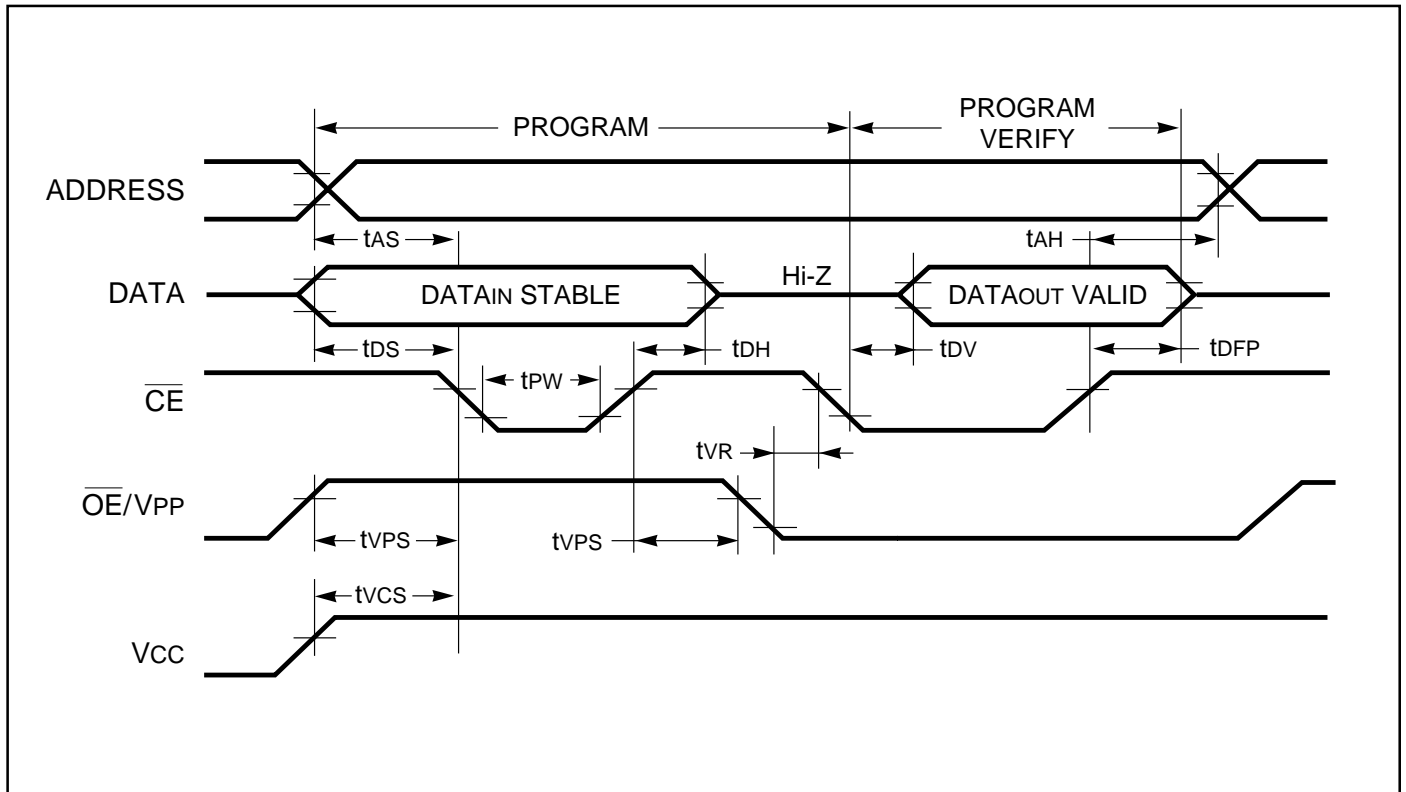 PROGRAM
PROGRAM
VERIFY
ADDRESS
tAS
tAH
DATA
DATAIN STABLE
Hi-Z
DATAOUT VALID
tDS
tDH
tDV
tDFP
CE
tPW
tVR
OE/VPP
tVPS
tVPS
tVCS
VCC